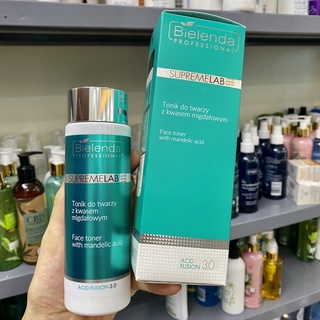 Bielenda
PROFESSIONAL
SUPREMELAB
Tonik do twarzy
z kwasem migdałowym
Face toner
with mandelic acid
ACID
FUSION 3.0
Bielenda
PROFESSIONAL
SUPREMELAB
Tonik do twarzy
z kwasem
migdałowym
Face toner
with mandelic acid
ACID FUSION 3.0
CBD